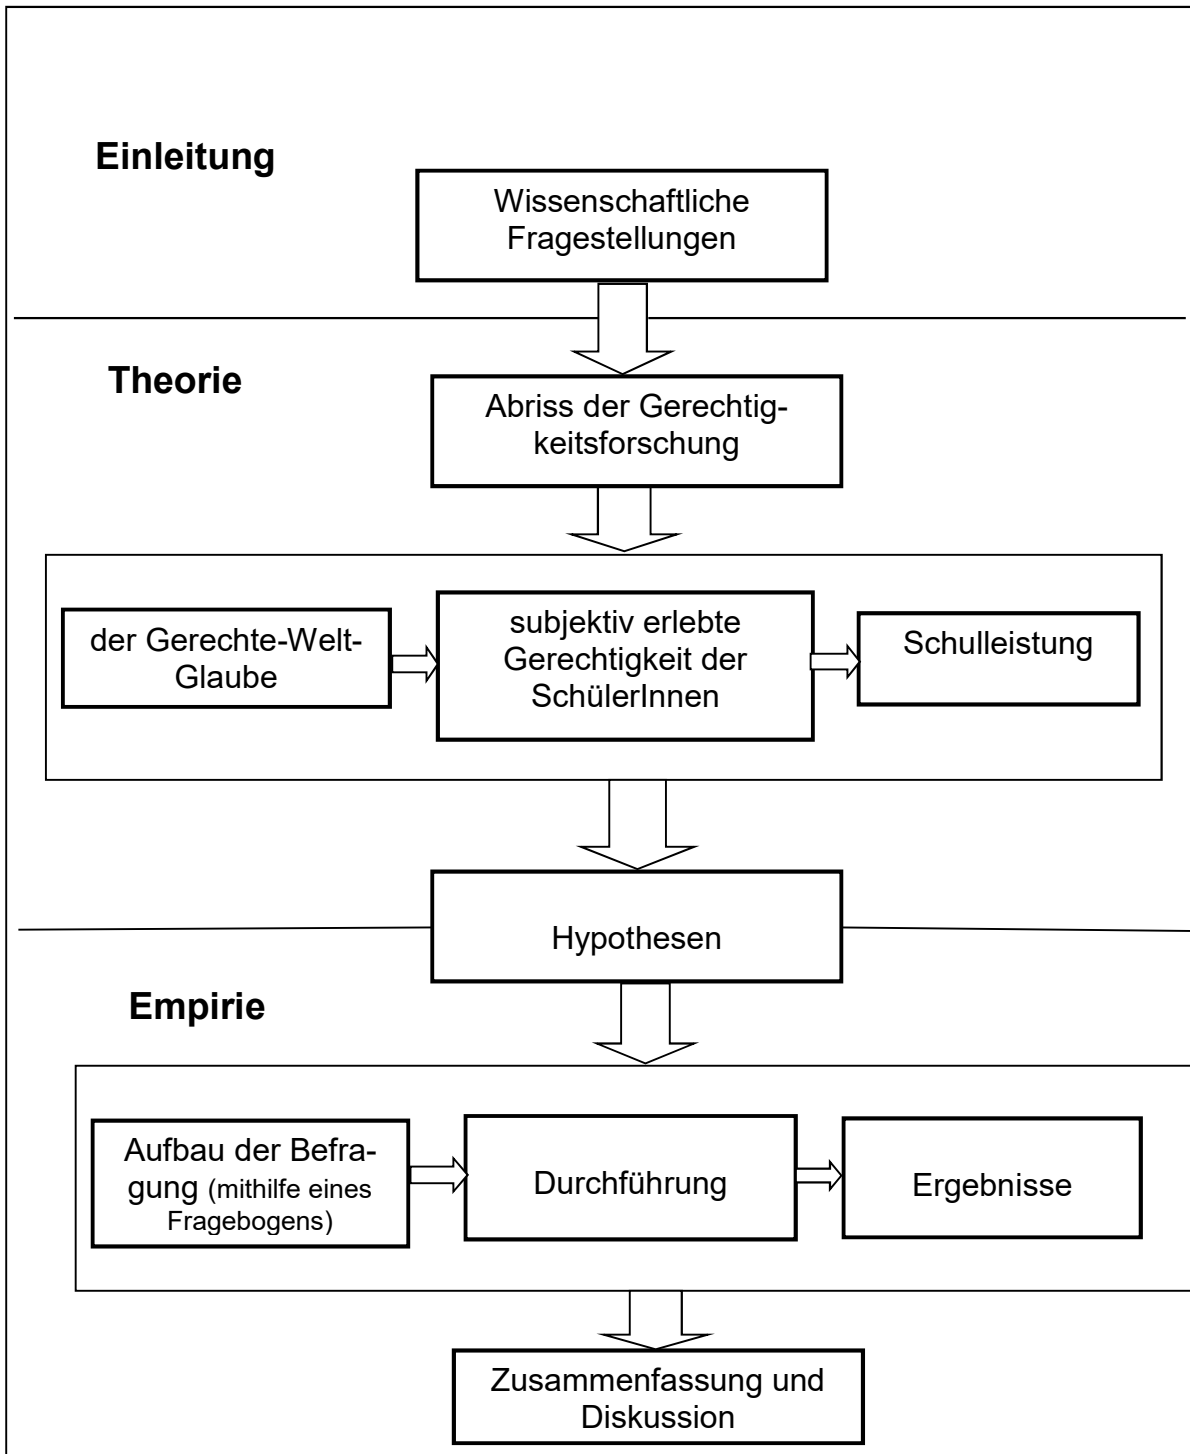 Einleitung
Wissenschaftliche
Fragestellungen
Theorie
Abriss der Gerechtig-
keitsforschung
der Gerechte-Welt-
Glaube
subjektiv erlebte
Gerechtigkeit der
SchülerInnen
Schulleistung
Hypothesen
Empirie
Aufbau der Befra-
gung (mithilfe eines
Fragebogens)
Durchführung
Ergebnisse
Zusammenfassung und
Diskussion